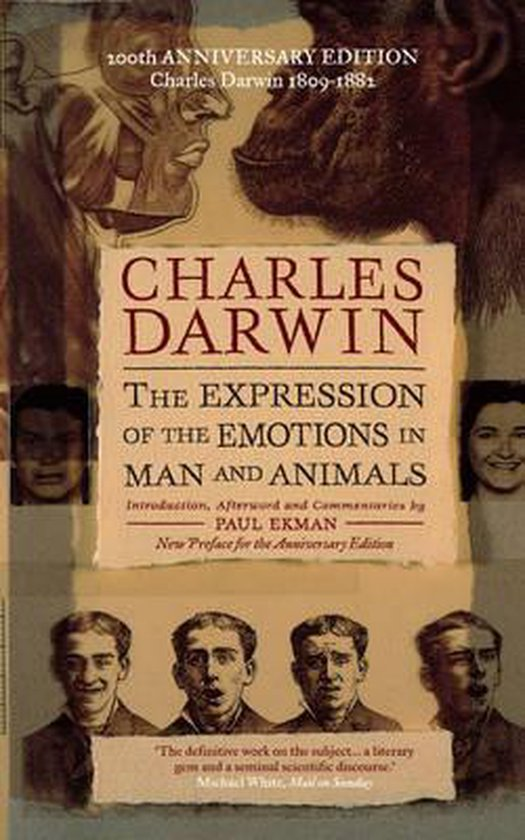 200th ANNIVERSARY EDITION
Charles Darwin 1809-1882
CHARLES
DARWIN
THE EXPRESSION
OF THE EMOTIONS IN
MAN AND ANIMALS
Introduction, Afterword and Commentaries by
PAUL EKMAN
New Preface for the Anniversary Edition
‘The definitive work on the subject... a literary
gem and a seminal scientific discourse.’
Michael White, Mail on Sunday